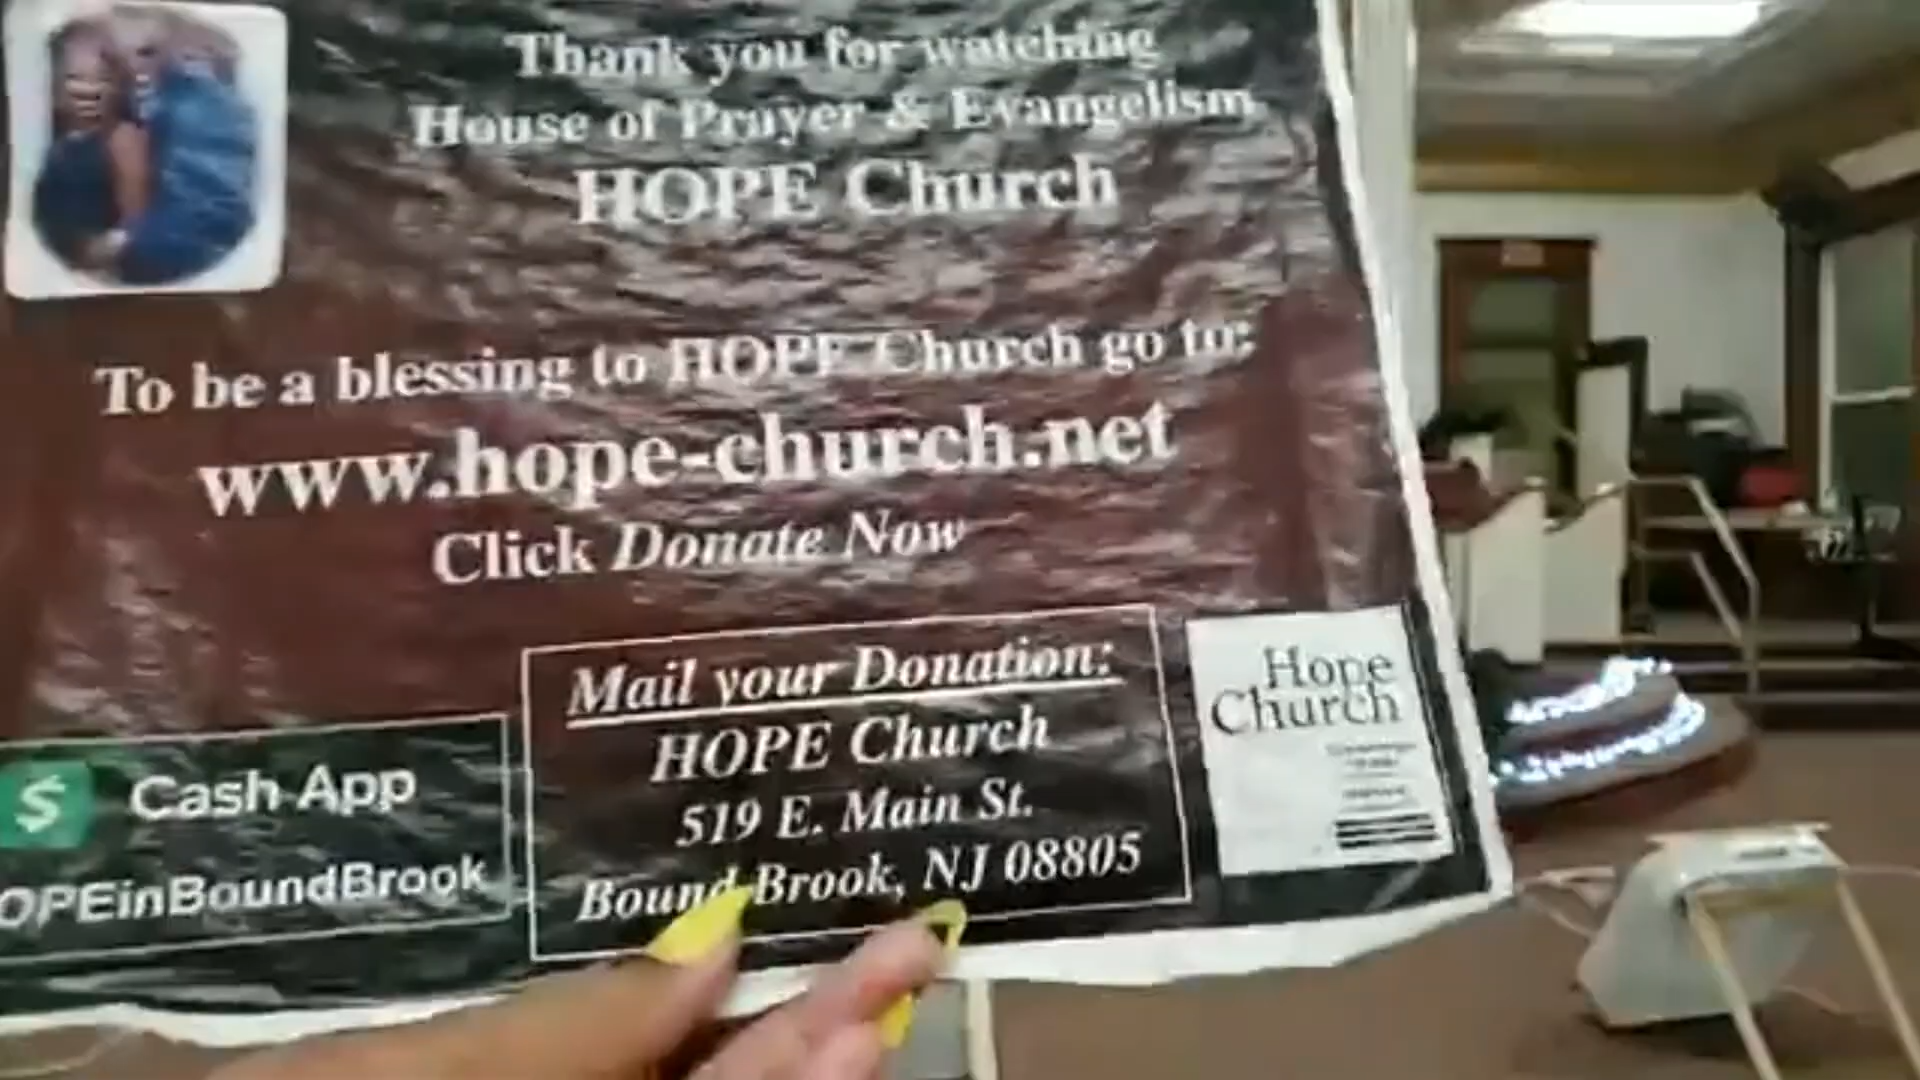 Thank you for watching
House of Prayer & Evangelism
HOPE Church
To be a blessing to HOPE Church go to:
www.hope-church.net
Click Donate Now
Mail your Donation:
HOPE Church
519 E. Main St.
Bound Brook, NJ 08805
$ Cash App
OPEinBoundBrook
Hope
Church